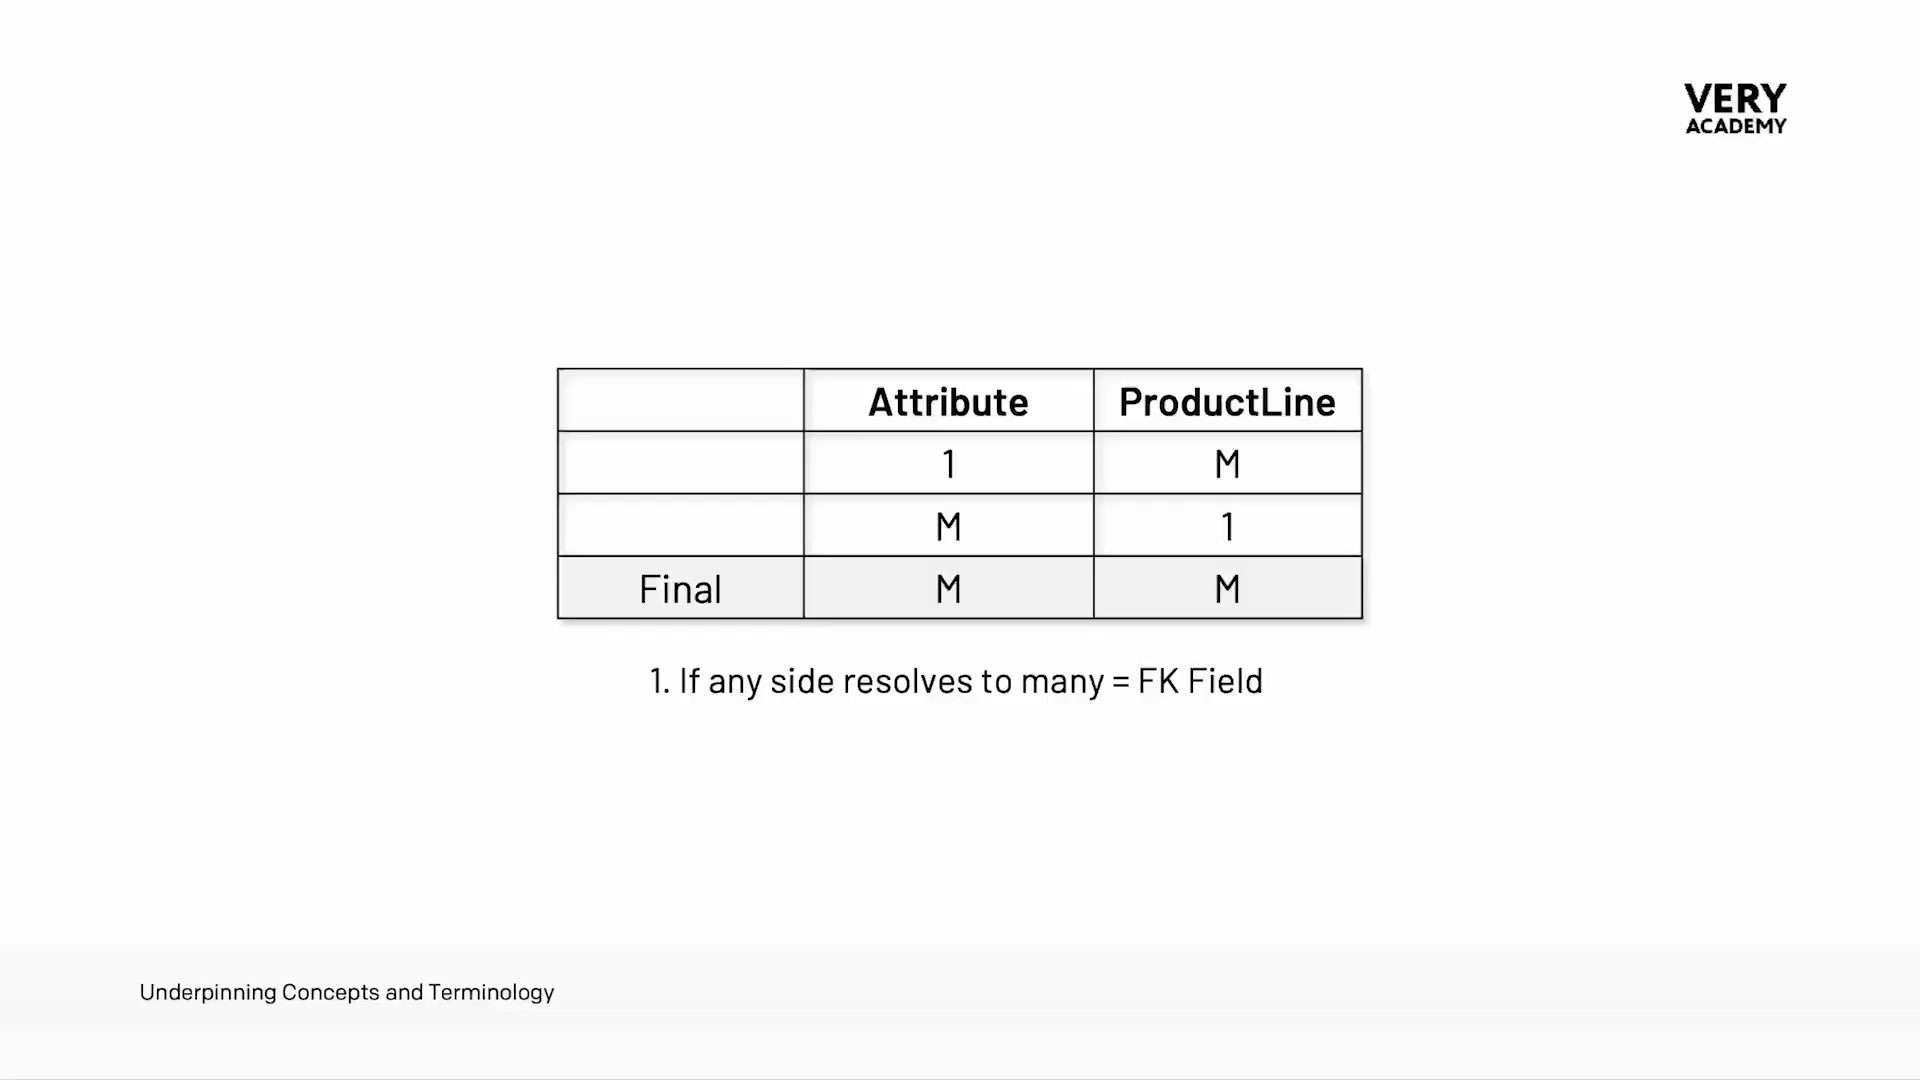 VERY
ACADEMY
Attribute ProductLine
1 M
M 1
Final M M
1. If any side resolves to many = FK Field
Underpinning Concepts and Terminology